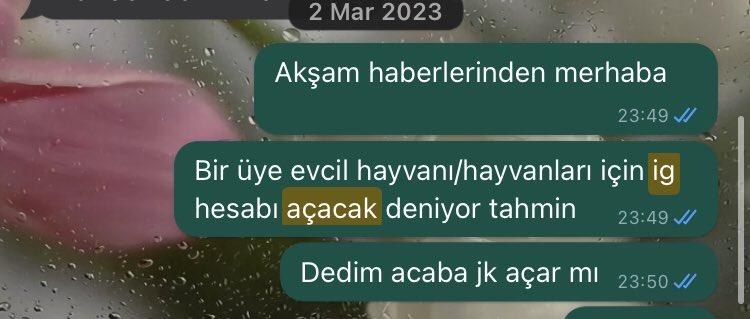 2 Mar 2023
Akşam haberlerinden merhaba
23:49
Bir üye evcil hayvanı/hayvanları için ig
hesabı açacak deniyor tahmin
23:49
Dedim acaba jk açar mı
23:50